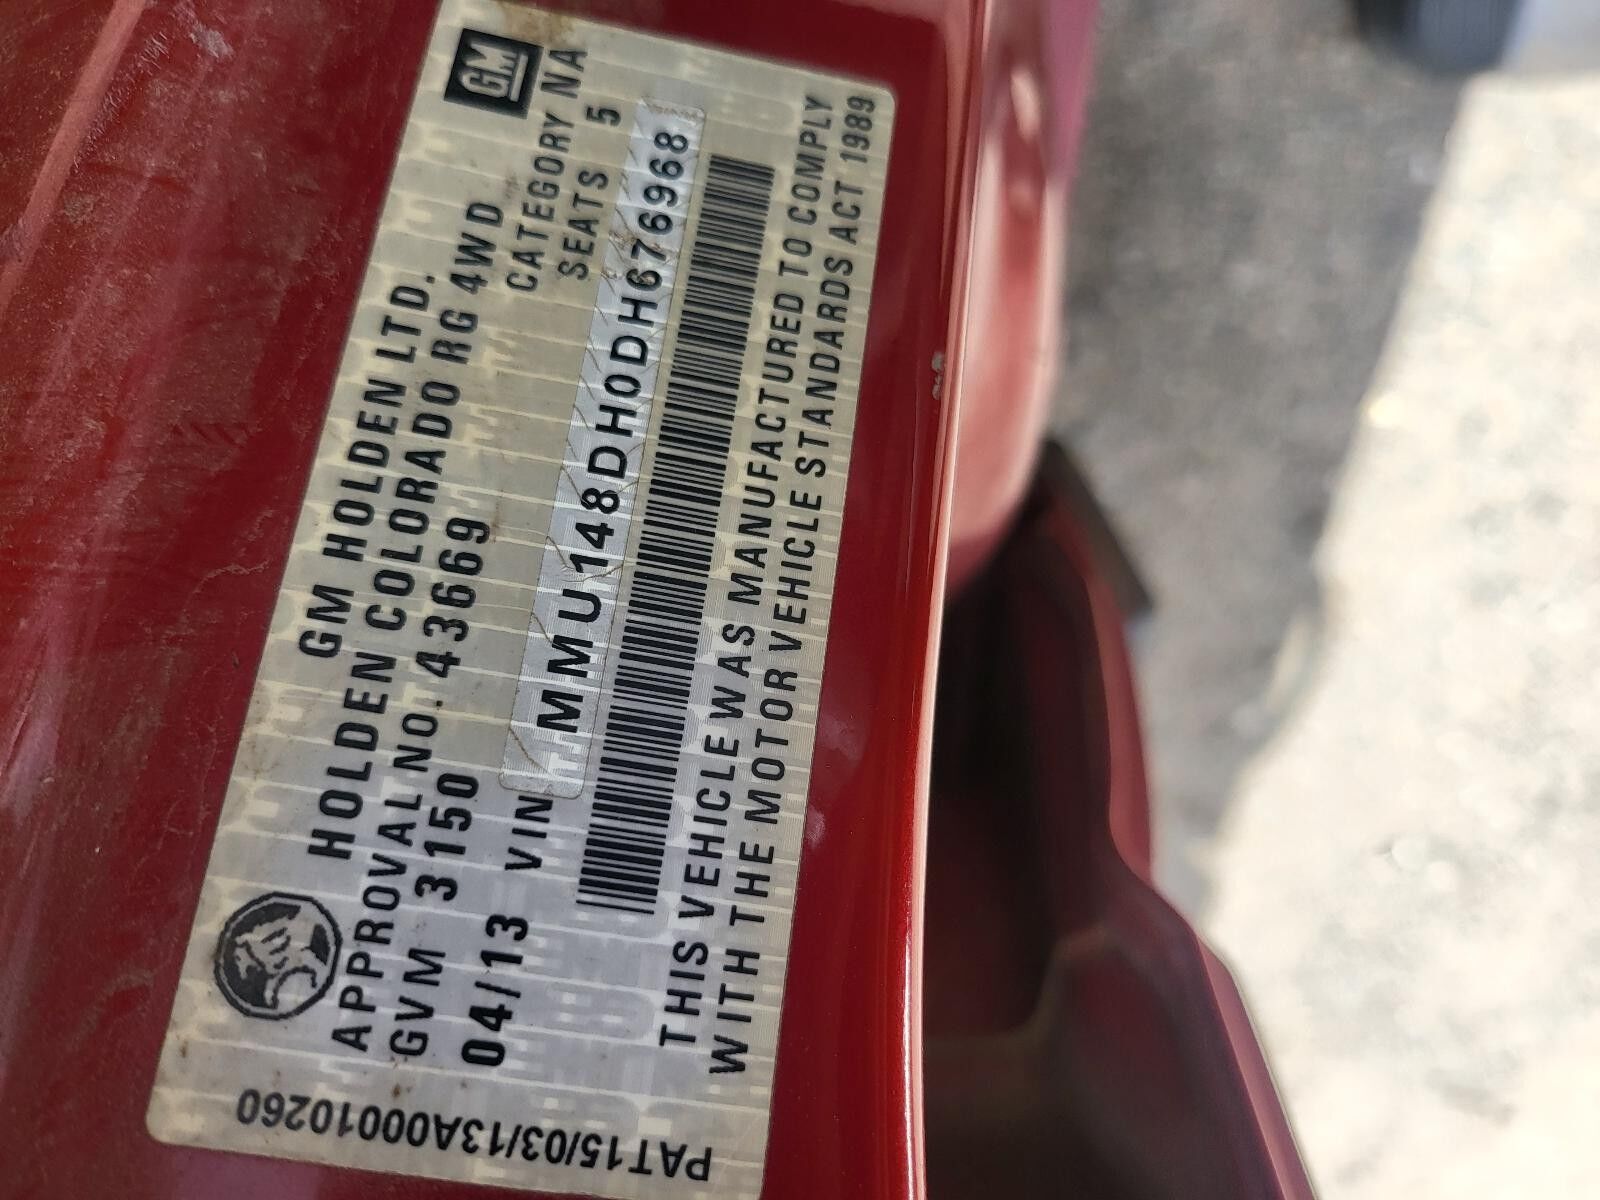 GM
GM HOLDEN LTD.
HOLDEN COLORADO RG 4WD
APPROVAL NO. 43669 CATEGORY NA
GVM 3150 SEATS 5
04/13 VIN MMU148DH0DH676968
THIS VEHICLE WAS MANUFACTURED TO COMPLY
WITH THE MOTOR VEHICLE STANDARDS ACT 1989
PAT15/03/13A00010260